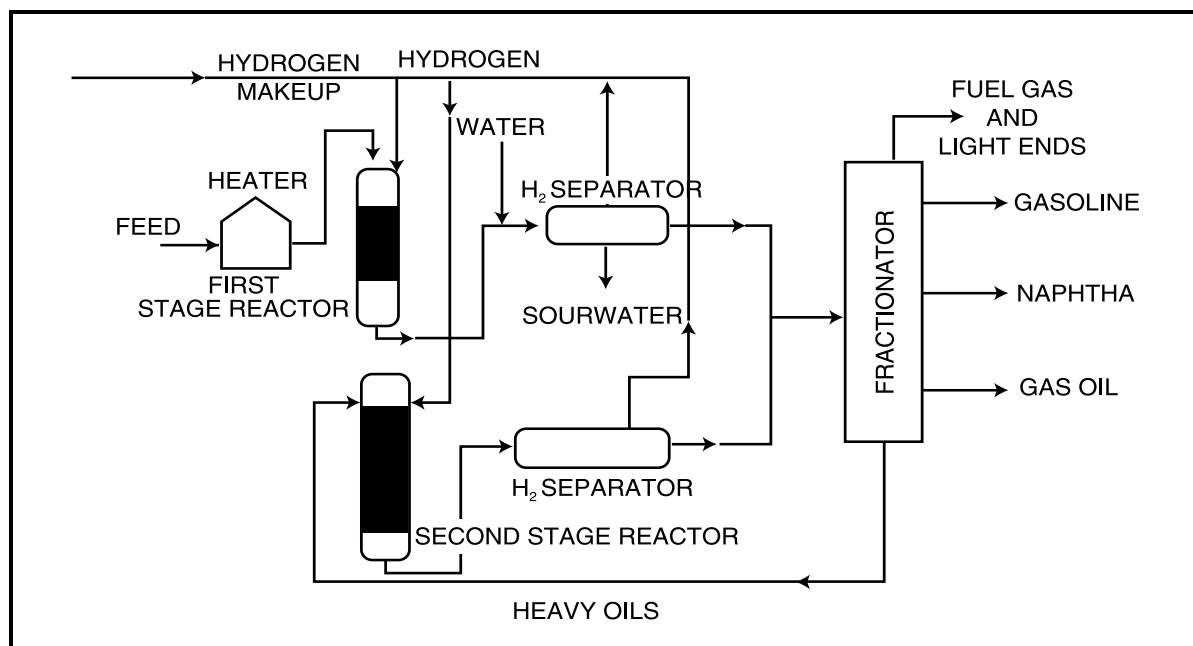 HYDROGEN
MAKEUP
HYDROGEN
FUEL GAS
AND
LIGHT ENDS
WATER
HEATER
H₂ SEPARATOR
GASOLINE
FEED
FIRST
STAGE REACTOR
SOURWATER
FRACTIONATOR
NAPHTHA
GAS OIL
H₂ SEPARATOR
SECOND STAGE REACTOR
HEAVY OILS